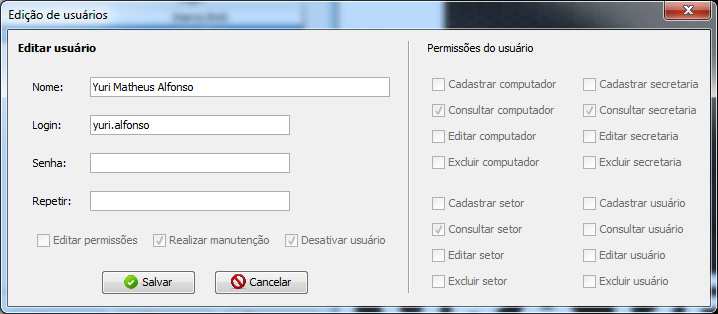 Edição de usuários
Editar usuário
Nome: Yuri Matheus Alfonso
Login: yuri.alfonso
Senha:
Repetir:
Editar permissões Realizar manutenção Desativar usuário
Salvar Cancelar
Permissões do usuário
Cadastrar computador Cadastrar secretaria
Consultar computador Consultar secretaria
Editar computador Editar secretaria
Excluir computador Excluir secretaria
Cadastrar setor Cadastrar usuário
Consultar setor Consultar usuário
Editar setor Editar usuário
Excluir setor Excluir usuário